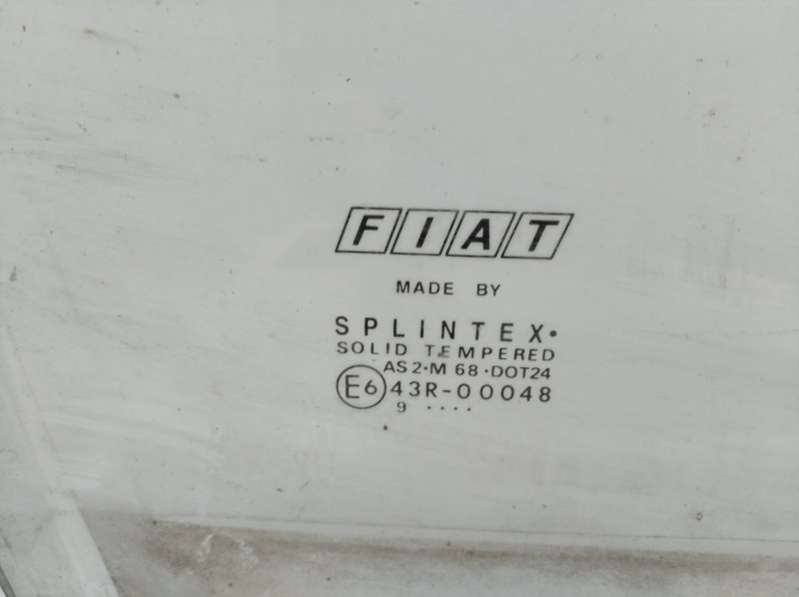 FIAT
MADE BY
SPLINTEX•
SOLID TEMPERED
AS2•M 68•DOT24
E6 43R-00048
9 ····